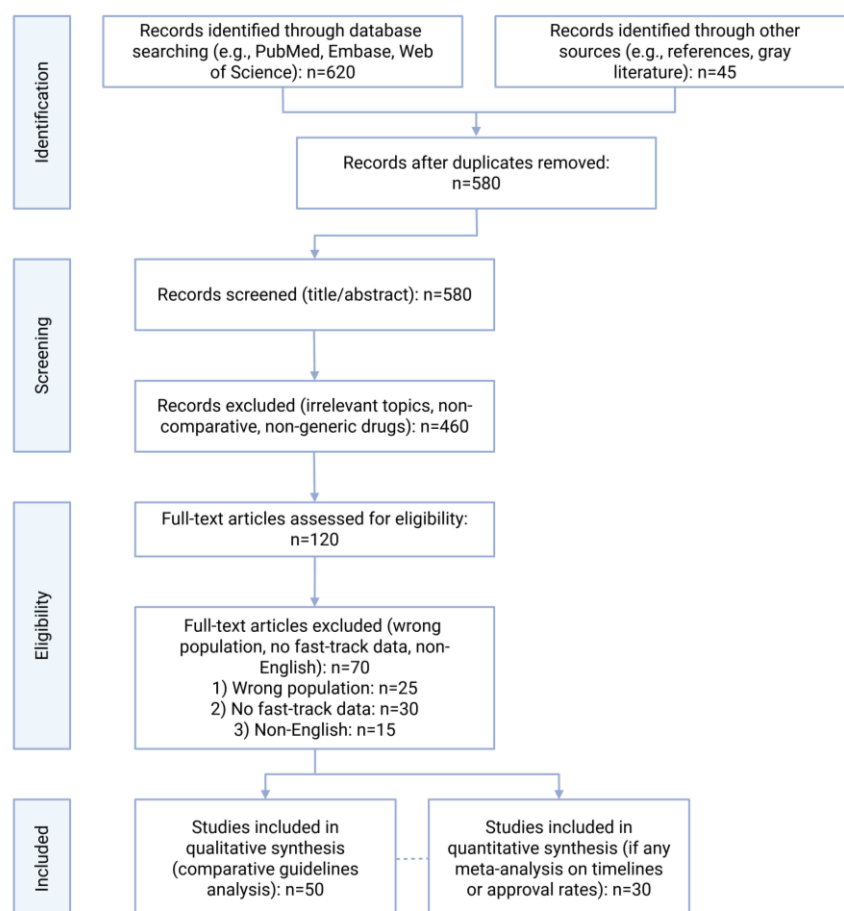 Identification
Records identified through database
searching (e.g., PubMed, Embase, Web
of Science): n=620
Records identified through other
sources (e.g., references, gray
literature): n=45
Records after duplicates removed:
n=580
Screening
Records screened (title/abstract): n=580
Records excluded (irrelevant topics, non-
comparative, non-generic drugs): n=460
Eligibility
Full-text articles assessed for eligibility:
n=120
Full-text articles excluded (wrong
population, no fast-track data, non-
English): n=70
1) Wrong population: n=25
2) No fast-track data: n=30
3) Non-English: n=15
Included
Studies included in
qualitative synthesis
(comparative guidelines
analysis): n=50
Studies included in
quantitative synthesis (if any
meta-analysis on timelines
or approval rates): n=30